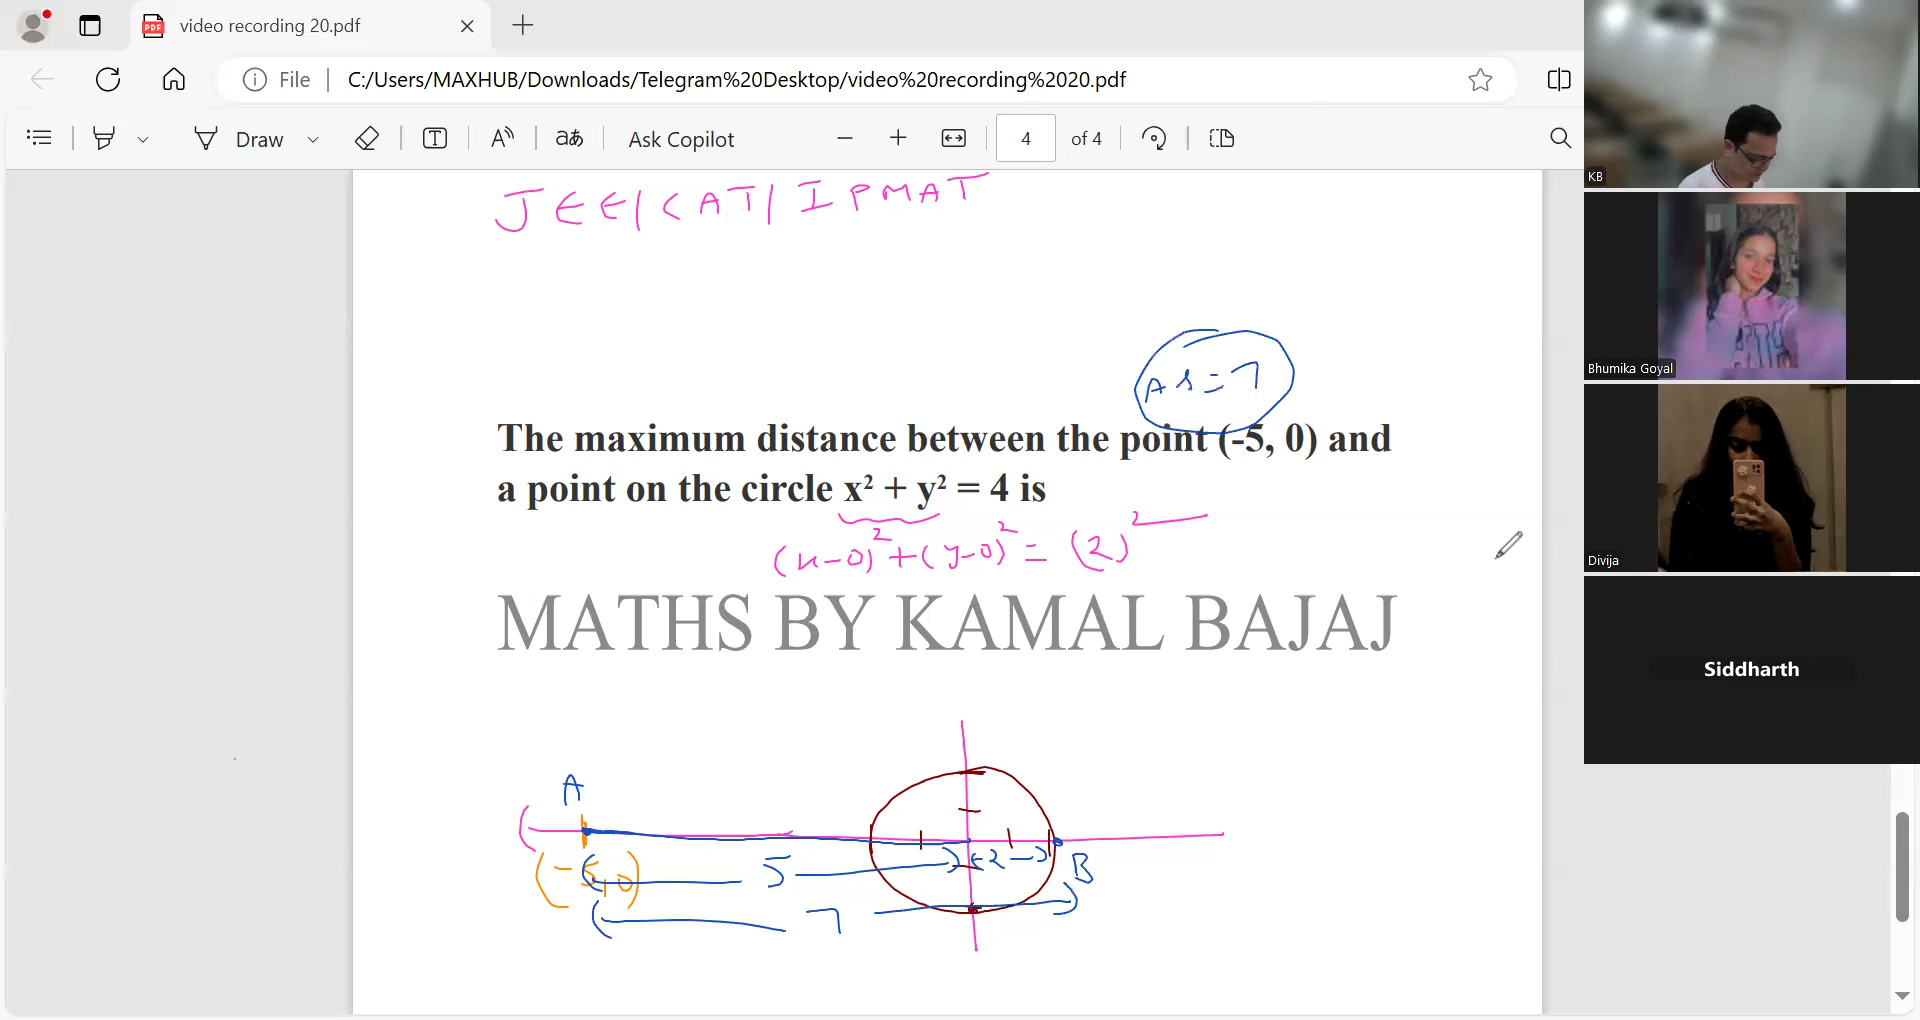 video recording 20.pdf
File C:/Users/MAXHUB/Downloads/Telegram%20Desktop/video%20recording%2020.pdf
Draw
aあ
Ask Copilot
4 of 4
JEE/CAT/IPMAT
As=7
The maximum distance between the point (-5, 0) and
a point on the circle x² + y² = 4 is
(x-0)²+(y-0)² = (2)²
MATHS BY KAMAL BAJAJ
A
(-5,0)
5
2
B
7
KB
Bhumika Goyal
Divija
Siddharth